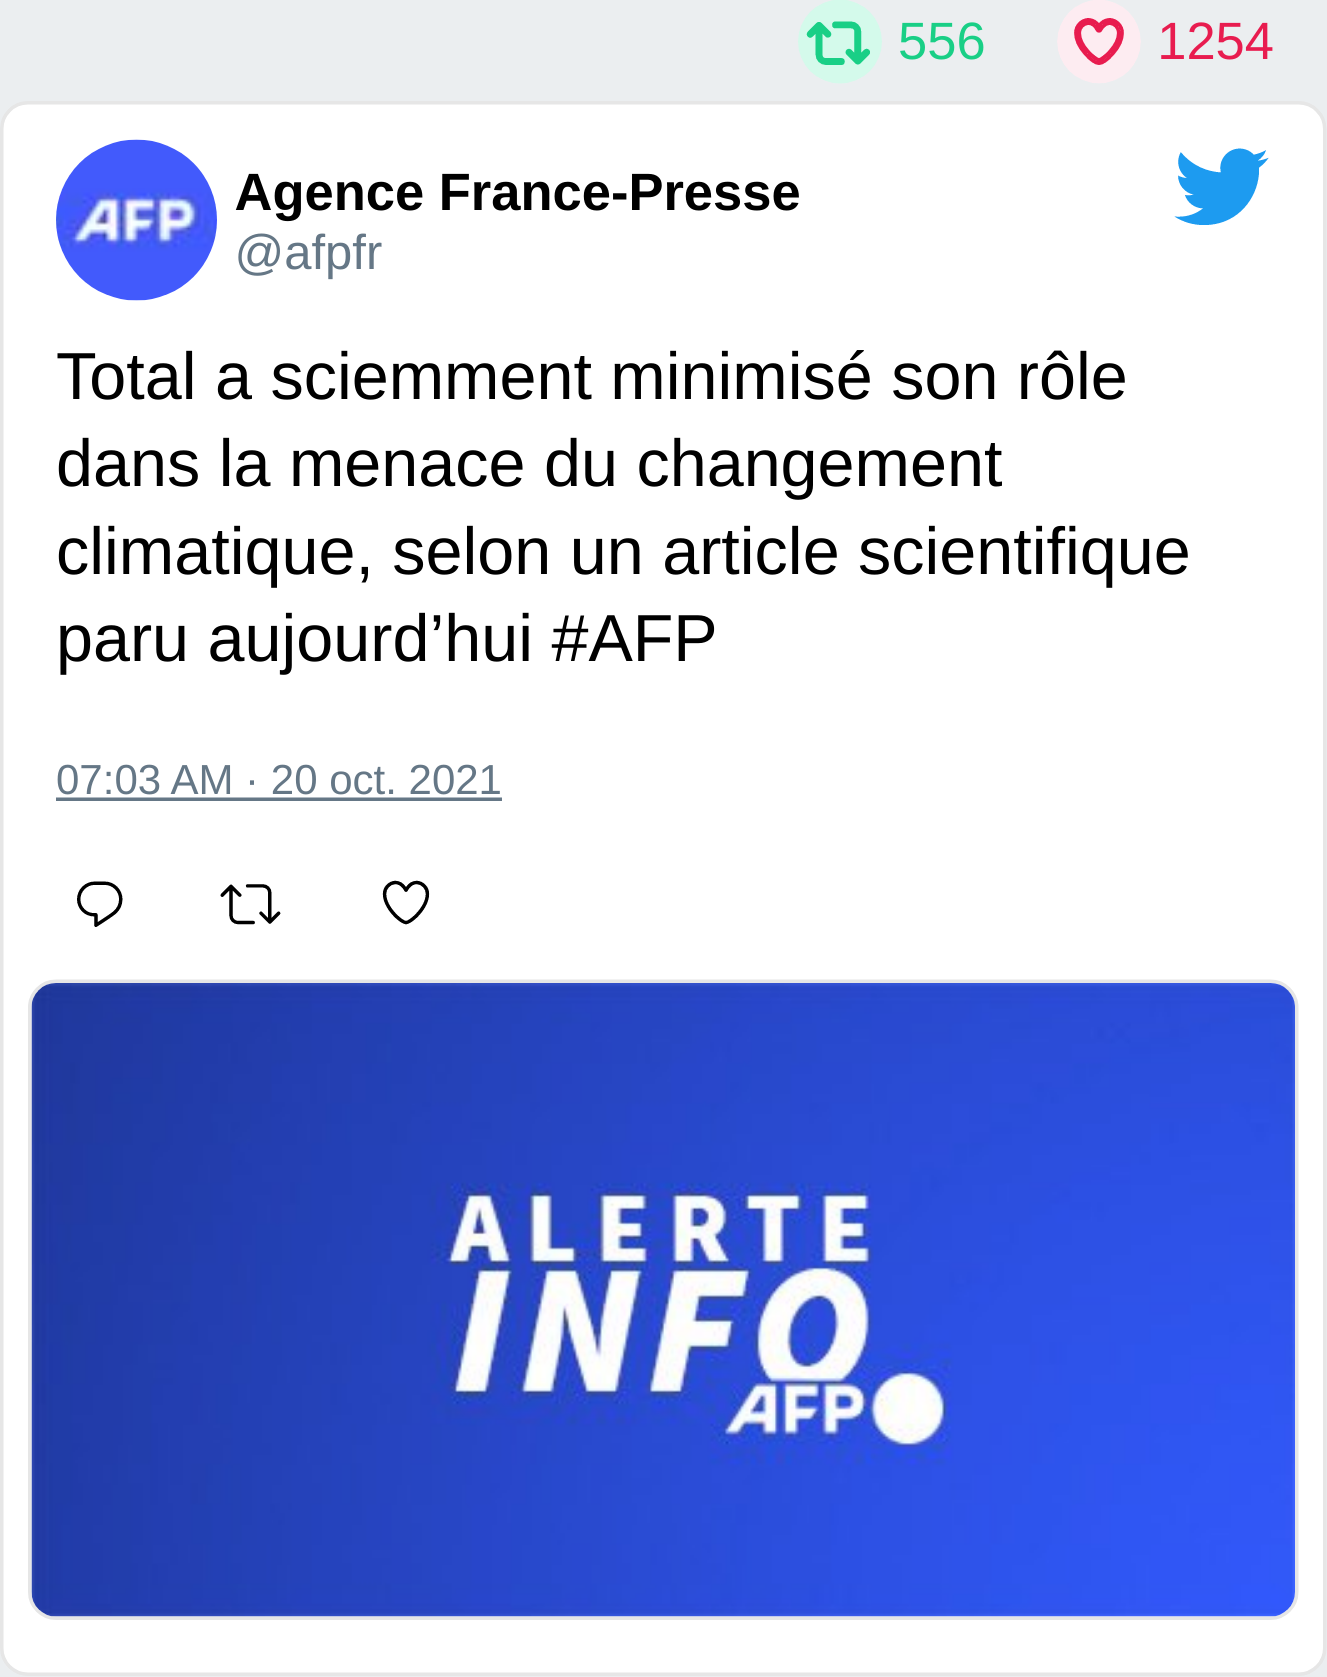 556 1254
AFP
Agence France-Presse
@afpfr
Total a sciemment minimisé son rôle
dans la menace du changement
climatique, selon un article scientifique
paru aujourd’hui #AFP
07:03 AM · 20 oct. 2021
ALERTE
INFO
AFP